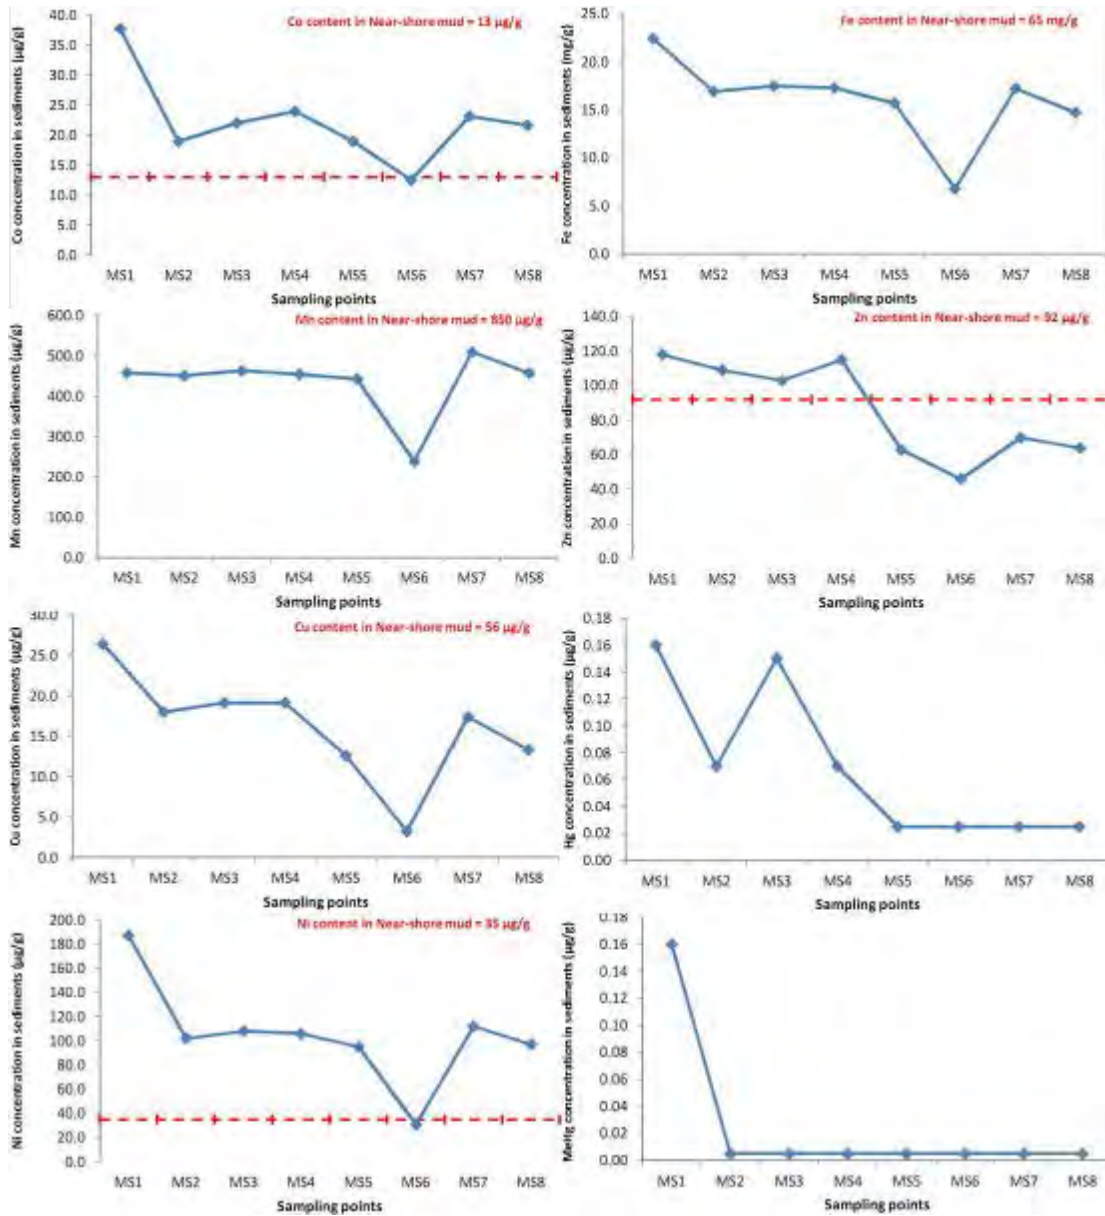 Co concentration in sediments (µg/g)
Co content in Near-shore mud = 13 µg/g
40.0
35.0
30.0
25.0
20.0
15.0
10.0
5.0
0.0
MS1 MS2 MS3 MS4 MS5 MS6 MS7 MS8
Sampling points
Fe concentration in sediments (mg/g)
Fe content in Near-shore mud = 65 mg/g
25.0
20.0
15.0
10.0
5.0
0.0
MS1 MS2 MS3 MS4 MS5 MS6 MS7 MS8
Sampling points
Mn concentration in sediments (µg/g)
Mn content in Near-shore mud = 850 µg/g
600.0
500.0
400.0
300.0
200.0
100.0
0.0
MS1 MS2 MS3 MS4 MS5 MS6 MS7 MS8
Sampling points
Zn concentration in sediments (µg/g)
Zn content in Near-shore mud = 92 µg/g
140.0
120.0
100.0
80.0
60.0
40.0
20.0
0.0
MS1 MS2 MS3 MS4 MS5 MS6 MS7 MS8
Sampling points
Cu concentration in sediments (µg/g)
Cu content in Near-shore mud = 56 µg/g
30.0
25.0
20.0
15.0
10.0
5.0
0.0
MS1 MS2 MS3 MS4 MS5 MS6 MS7 MS8
Sampling points
Hg concentration in sediments (µg/g)
0.18
0.16
0.14
0.12
0.10
0.08
0.06
0.04
0.02
0.00
MS1 MS2 MS3 MS4 MS5 MS6 MS7 MS8
Sampling points
Ni concentration in sediments (µg/g)
Ni content in Near-shore mud = 35 µg/g
200.0
180.0
160.0
140.0
120.0
100.0
80.0
60.0
40.0
20.0
0.0
MS1 MS2 MS3 MS4 MS5 MS6 MS7 MS8
Sampling points
MeHg concentration in sediments (µg/g)
0.18
0.16
0.14
0.12
0.10
0.08
0.06
0.04
0.02
0.00
MS1 MS2 MS3 MS4 MS5 MS6 MS7 MS8
Sampling points